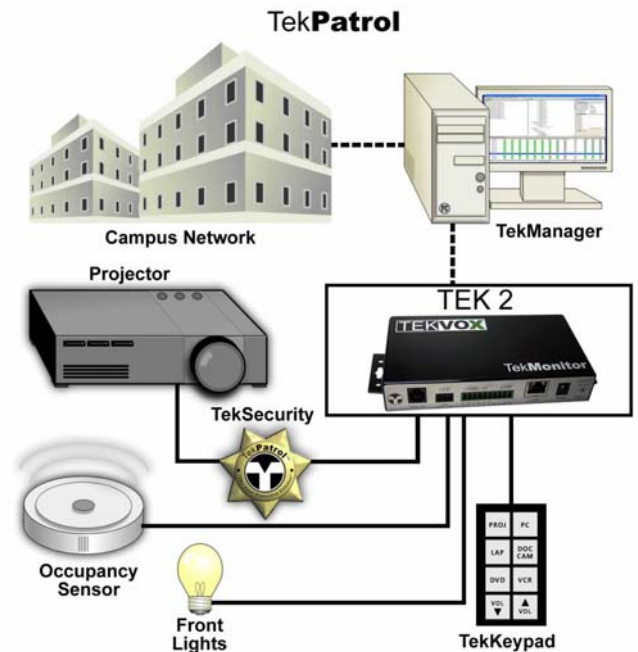 TekPatrol
Campus Network
TekManager
Projector
TEK 2
TEKVOX
TekMonitor
TekSecurity
TekPatrol
Occupancy
Sensor
Front
Lights
PROJ
PC
LAP
DOC
CAM
DVD
VCR
VOL
▼
▲
VOL
TekKeypad